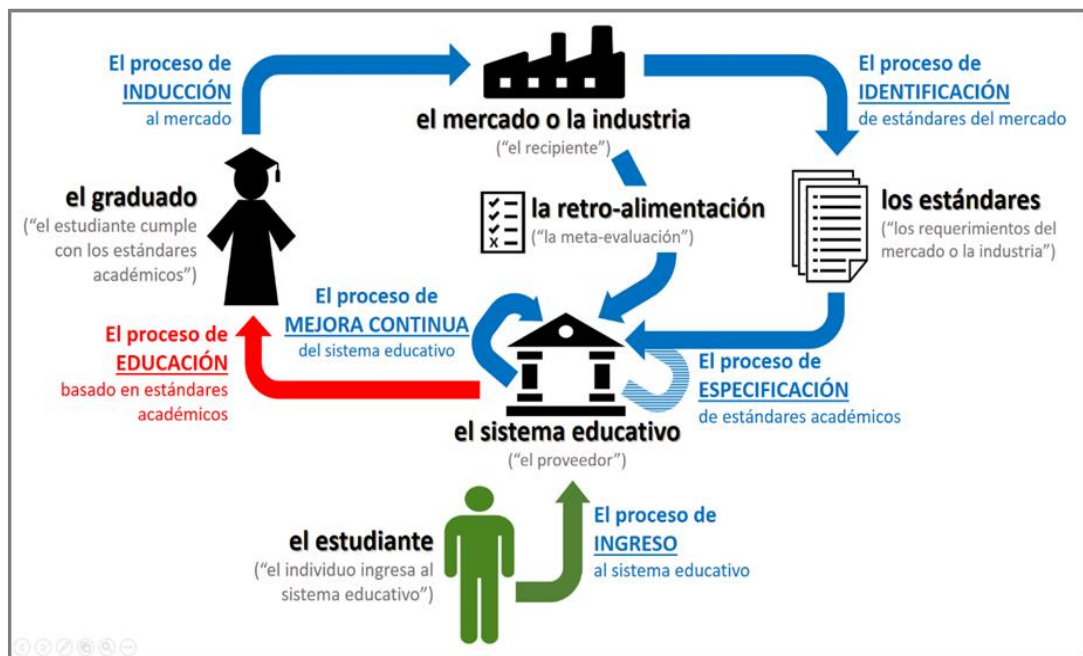 El proceso de
INDUCCIÓN
al mercado
el mercado o la industria
("el recipiente")
El proceso de
IDENTIFICACIÓN
de estándares del mercado
el graduado
("el estudiante cumple
con los estándares
académicos")
la retro-alimentación
("la meta-evaluación")
los estándares
("los requerimientos del
mercado o la industria")
El proceso de
MEJORA CONTINUA
del sistema educativo
El proceso de
EDUCACIÓN
basado en estándares
académicos
El proceso de
ESPECIFICACIÓN
de estándares académicos
el sistema educativo
("el proveedor")
el estudiante
("el individuo ingresa al
sistema educativo")
El proceso de
INGRESO
al sistema educativo